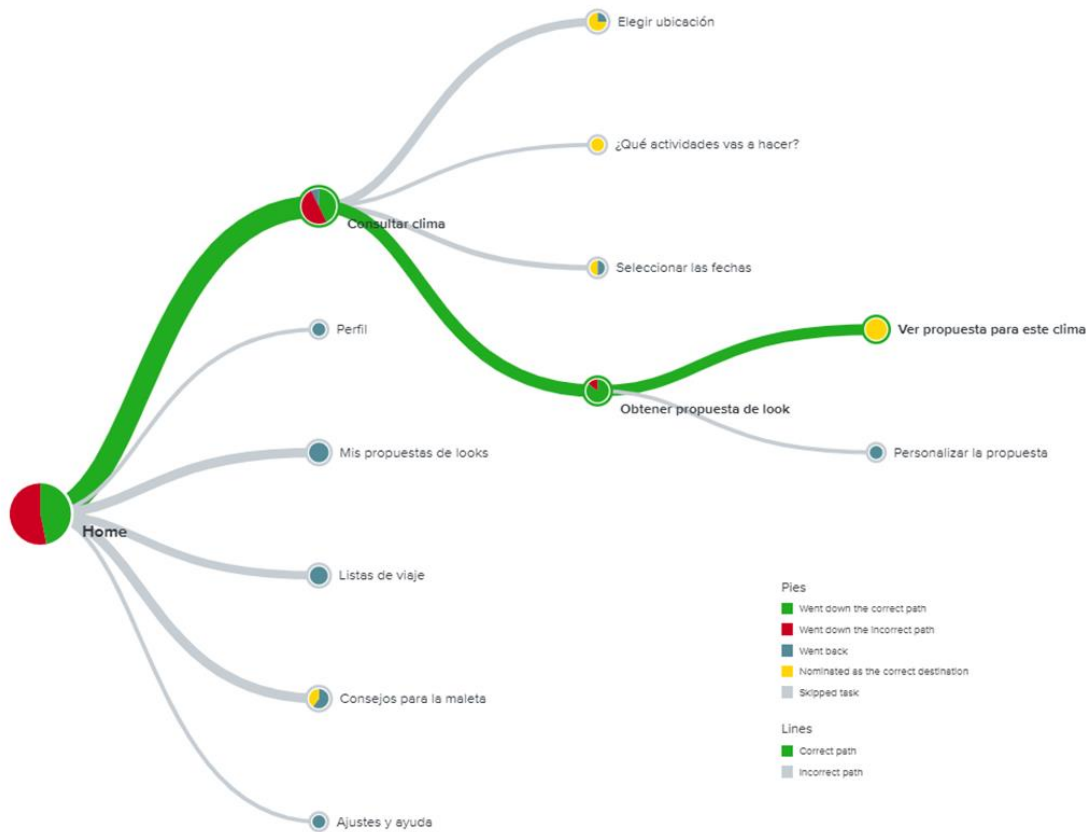 Elegir ubicación
¿Qué actividades vas a hacer?
Consultar clima
Seleccionar las fechas
Perfil
Ver propuesta para este clima
Obtener propuesta de look
Mis propuestas de looks
Personalizar la propuesta
Home
Listas de viaje
Consejos para la maleta
Ajustes y ayuda
Pies
Went down the correct path
Went down the incorrect path
Went back
Nominated as the correct destination
Skipped task
Lines
Correct path
Incorrect path